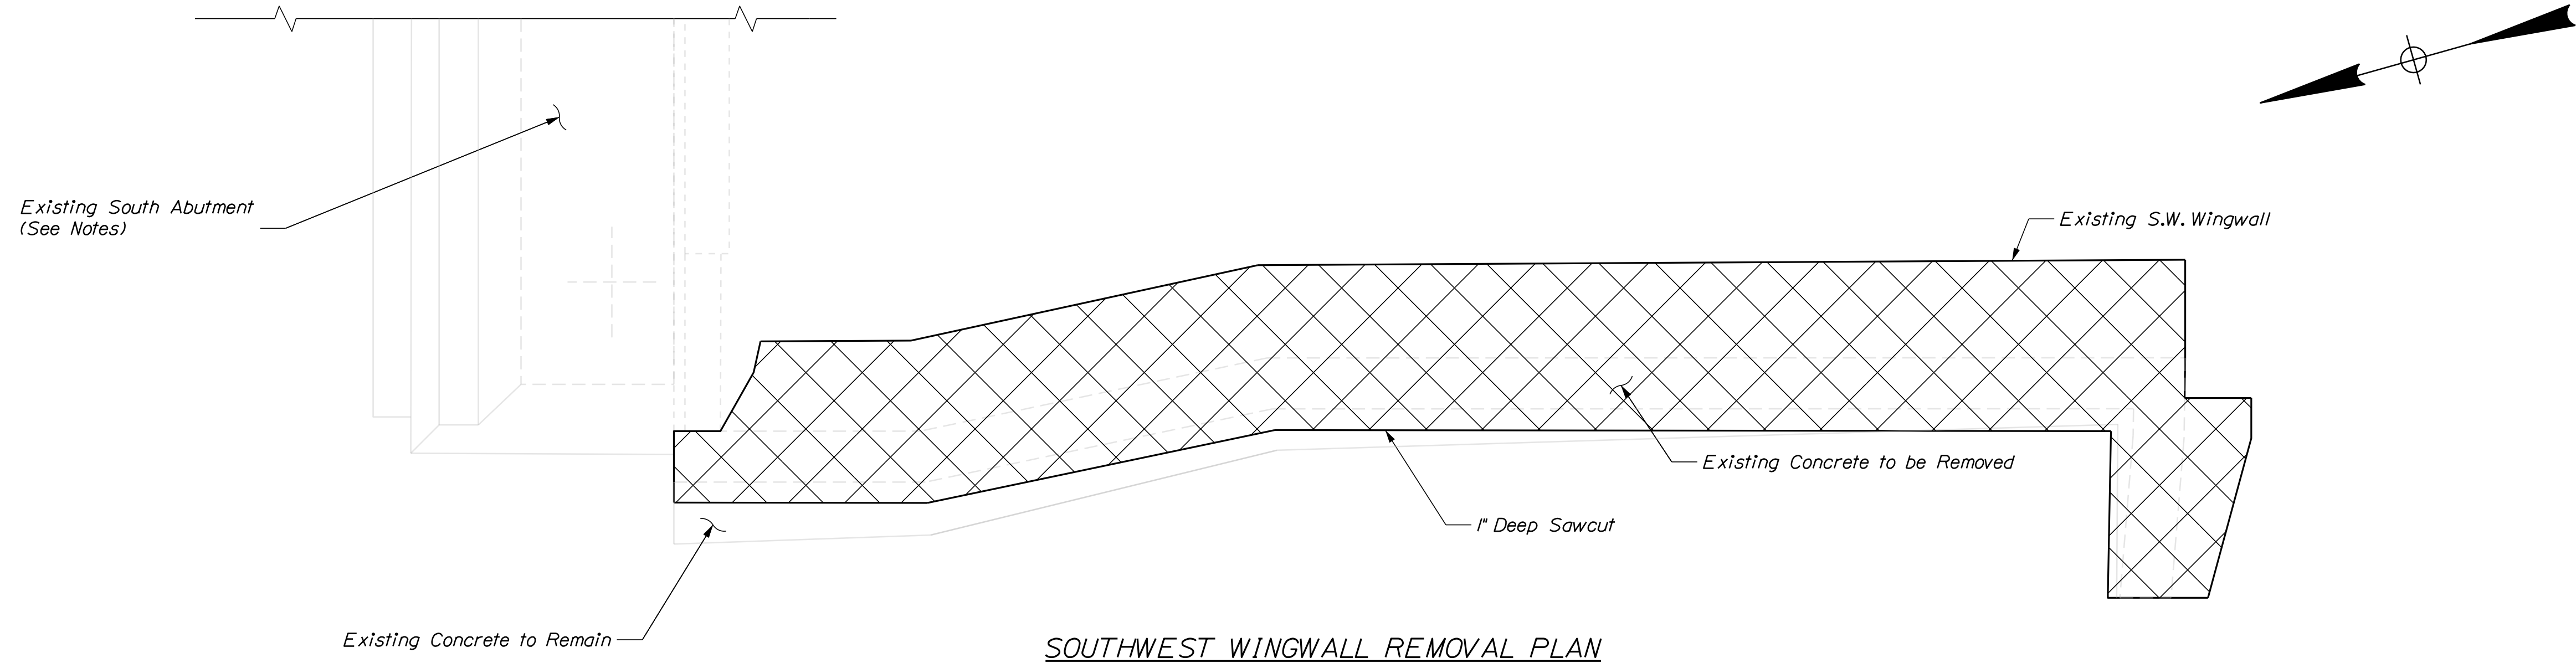 Existing South Abutment
(See Notes)
Existing S.W. Wingwall
Existing Concrete to be Removed
1" Deep Sawcut
Existing Concrete to Remain
SOUTHWEST WINGWALL REMOVAL PLAN